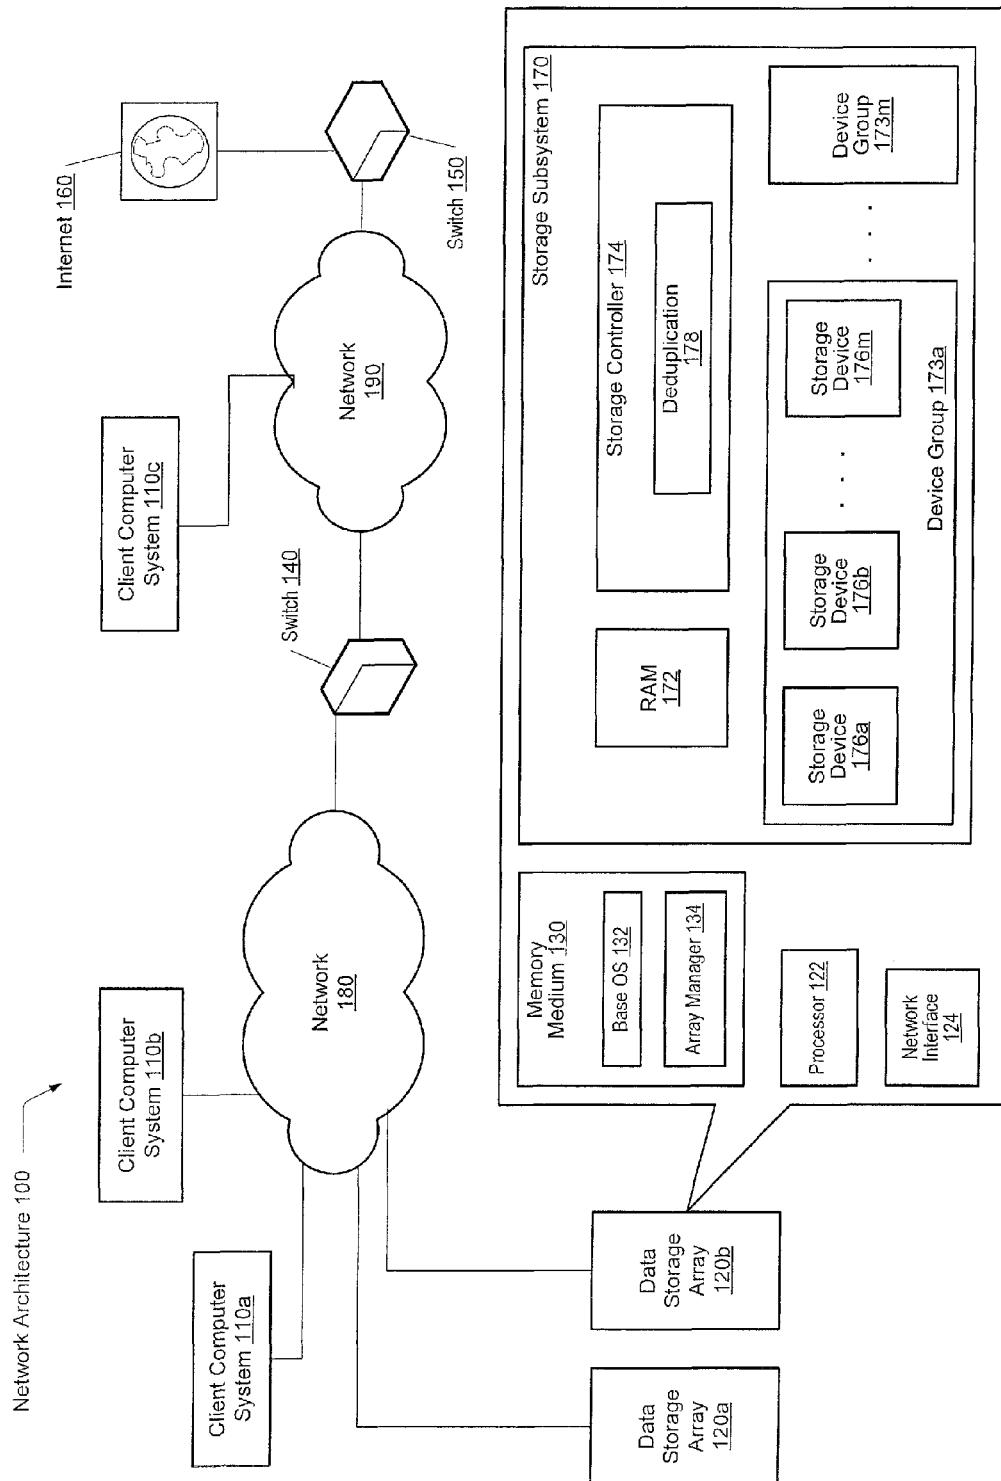 Network Architecture 100
Client Computer
System 110a
Client Computer
System 110b
Client Computer
System 110c
Internet 160
Switch 150
Switch 140
Network
180
Network
190
Data
Storage
Array
120a
Data
Storage
Array
120b
Memory
Medium 130
Base OS 132
Array Manager 134
Processor 122
Network
Interface
124
Storage Subsystem 170
RAM
172
Storage Controller 174
Deduplication
178
Storage
Device
176a
Storage
Device
176b
. . . .
Storage
Device
176m
Device Group 173a
. . . .
Device
Group
173m